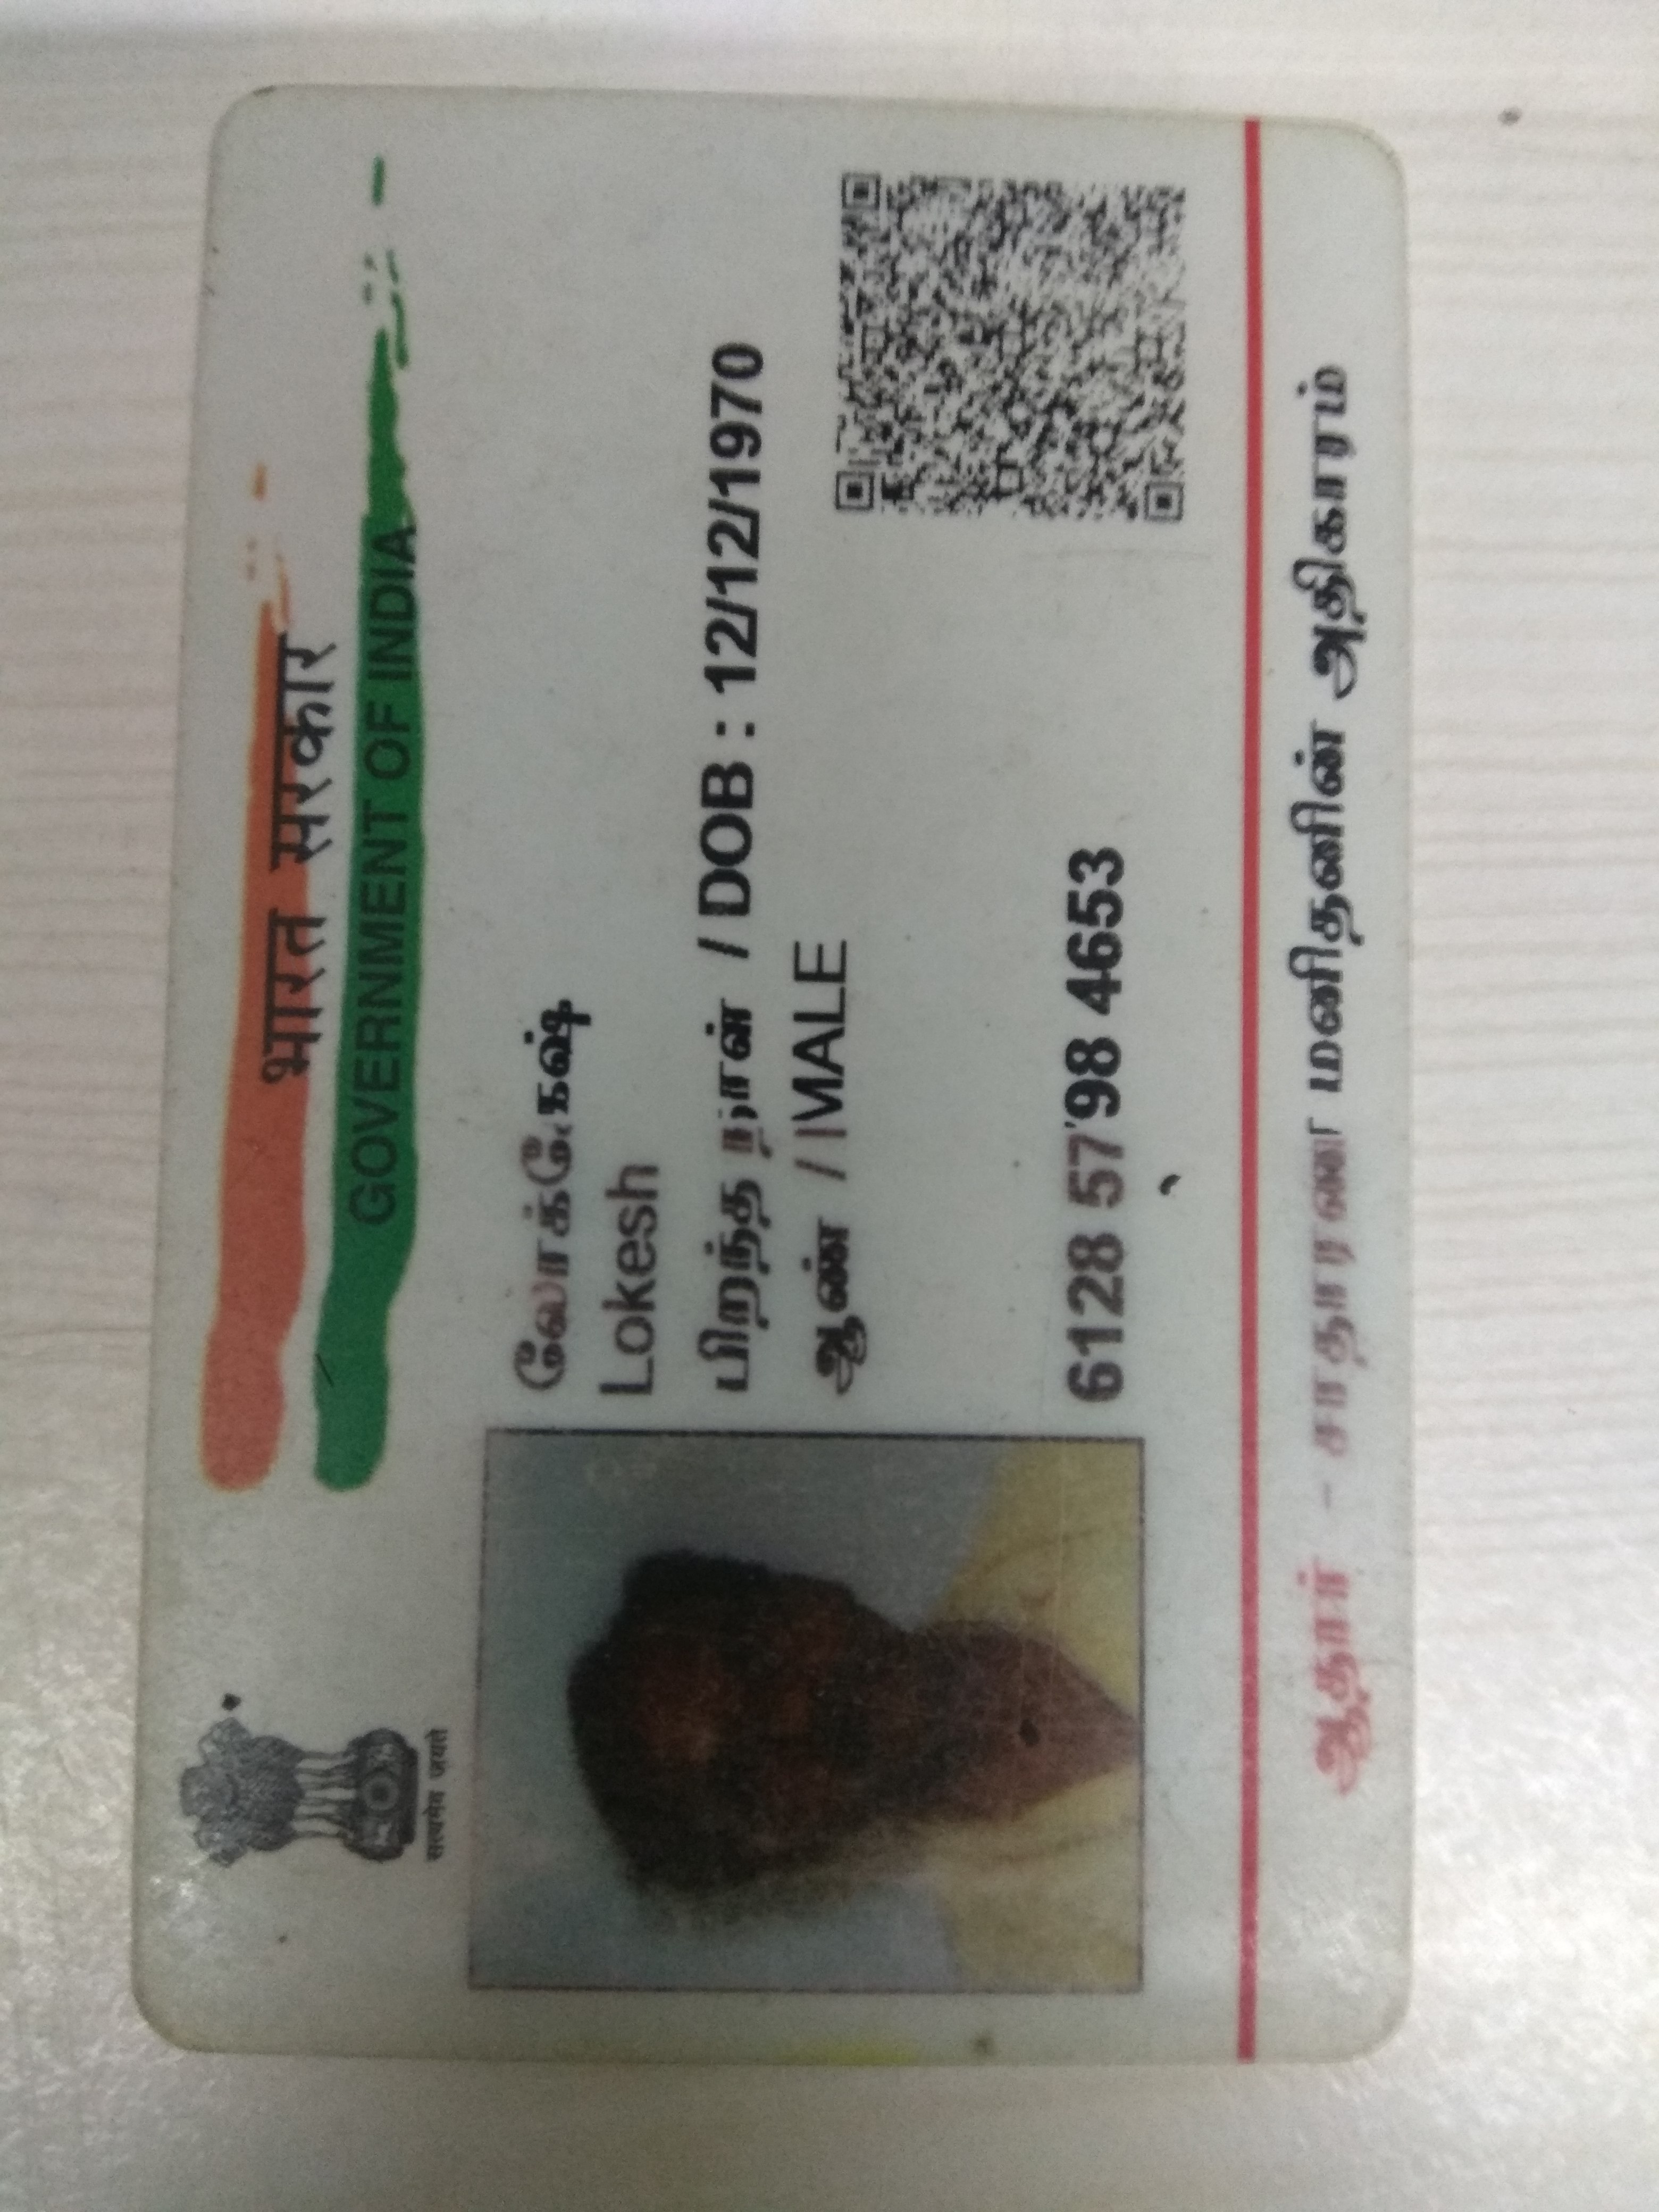 भारत सरकार
GOVERNMENT OF INDIA
सत्यमेव जयते
லோக்கேஷ்
Lokesh
பிறந்த நாள் / DOB : 12/12/1970
ஆண் / MALE
6128 5798 4653
ஆதார் - சாதாரண மனிதனின் அதிகாரம்